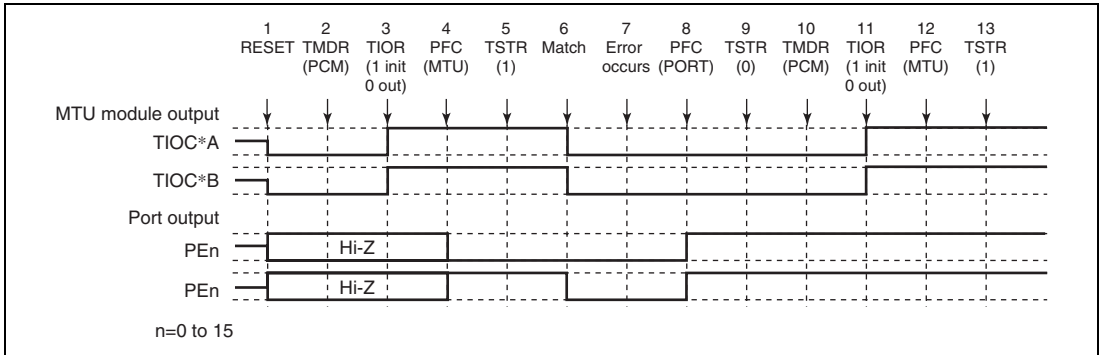 1 2 3 4 5 6 7 8 9 10 11 12 13
RESET TMDR TIOR PFC TSTR Match Error PFC TSTR TMDR TIOR PFC TSTR
(PCM) (1 init (MTU) (1) occurs (PORT) (0) (PCM) (1 init (MTU) (1)
0 out) 0 out)
MTU module output
TIOC*A
TIOC*B
Port output
PEn Hi-Z
PEn Hi-Z
n=0 to 15